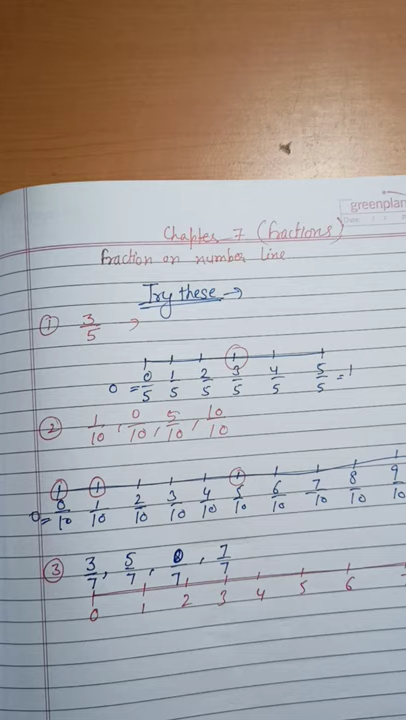 greenplan
Date
Chapter 7 (fractions)
fraction on number line
Try these →
① 3/5 →
0 = 0/5 1/5 2/5 3/5 4/5 5/5 = 1
② 1/10, 0/10, 5/10, 10/10
0 = 0/10 1/10 2/10 3/10 4/10 5/10 6/10 7/10 8/10 9/10
③ 3/7, 5/7, 0/7, 7/7
0 1 2 3 4 5 6